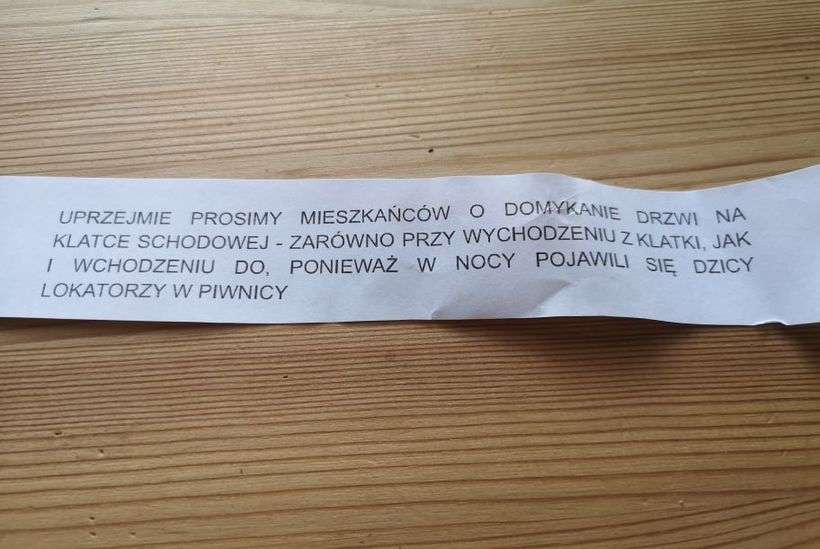 UPRZEJMIE PROSIMY MIESZKAŃCÓW O DOMYKANIE DRZWI NA
KLATCE SCHODOWEJ - ZARÓWNO PRZY WYCHODZENIU Z KLATKI, JAK
I WCHODZENIU DO, PONIEWAŻ W NOCY POJAWILI SIĘ DZICY
LOKATORZY W PIWNICY